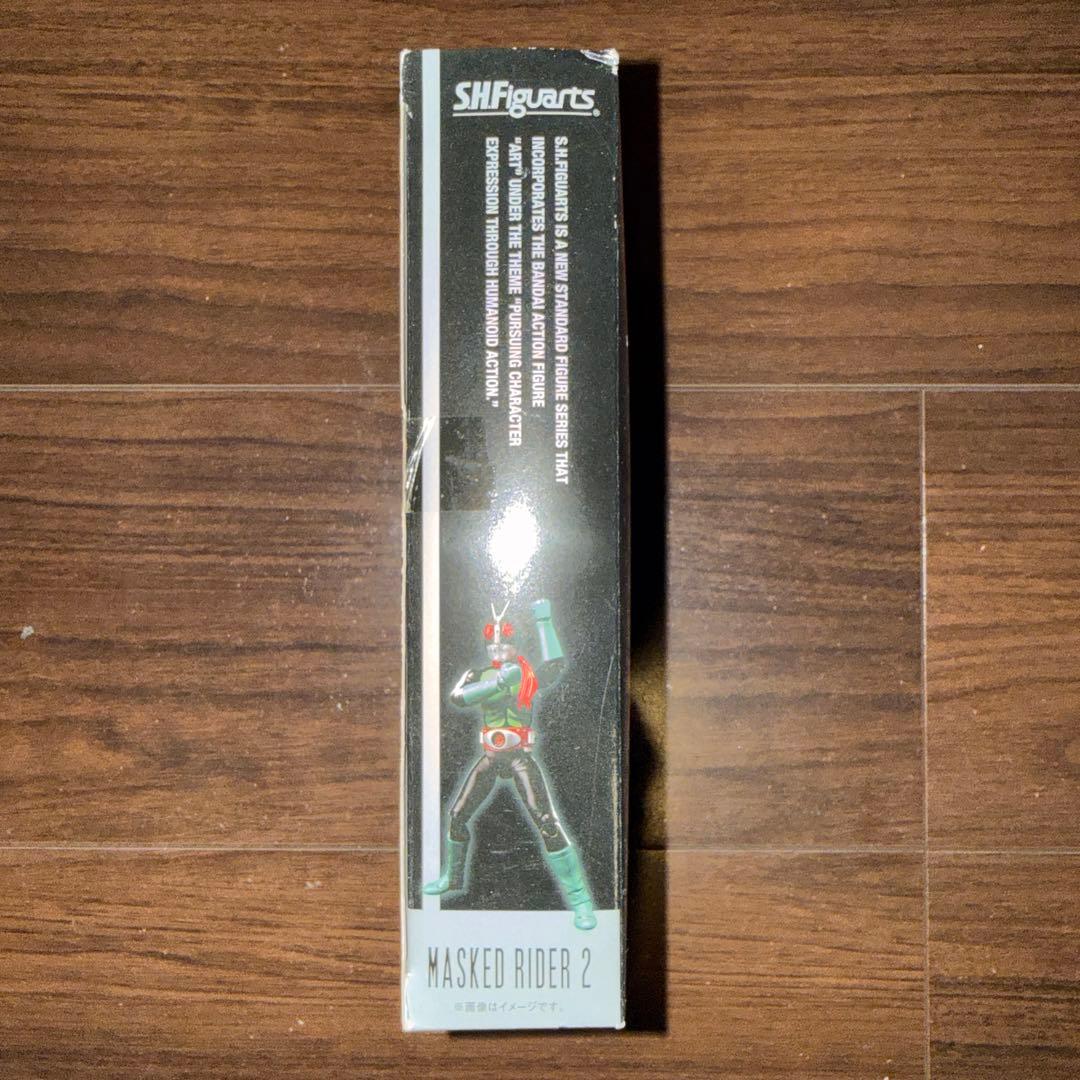 S.H.Figuarts®
S.H.FIGUARTS IS A NEW STANDARD FIGURE SERIES THAT
INCORPORATES THE BANDAI ACTION FIGURE
"ART" UNDER THE THEME "PURSUING CHARACTER
EXPRESSION THROUGH HUMANOID ACTION."
MASKED RIDER 2
※画像はイメージです。